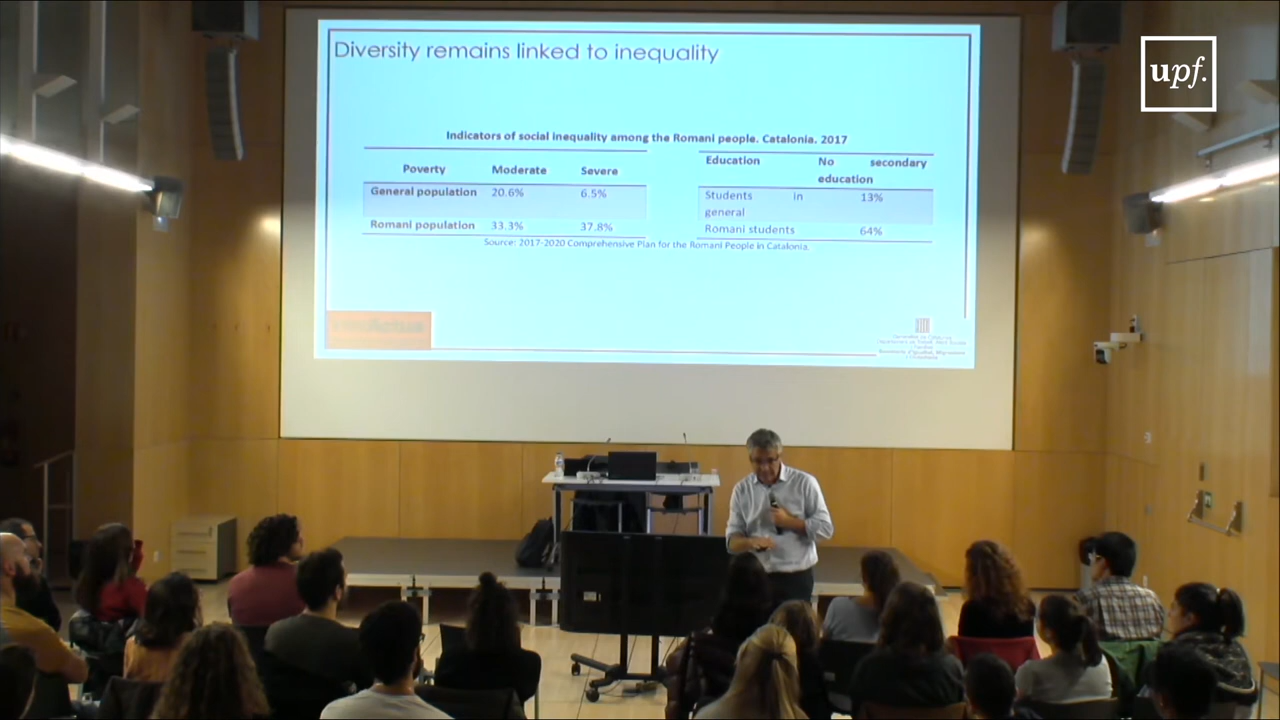 upf.
Diversity remains linked to inequality
Indicators of social inequality among the Romani people. Catalonia. 2017
Poverty Moderate Severe
General population 20.6% 6.5%
Romani population 33.3% 37.8%
Education No secondary
education
Students in 13%
general
Romani students 64%
Source: 2017-2020 Comprehensive Plan for the Romani People in Catalonia.